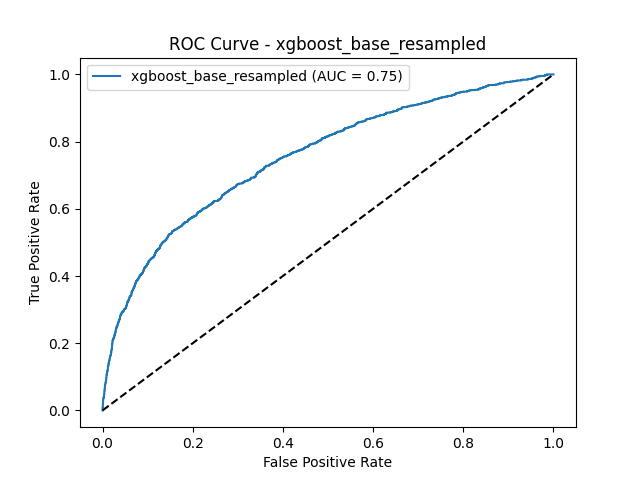 ROC Curve - xgboost_base_resampled
xgboost_base_resampled (AUC = 0.75)
1.0
0.8
0.6
0.4
0.2
0.0
True Positive Rate
0.0 0.2 0.4 0.6 0.8 1.0
False Positive Rate